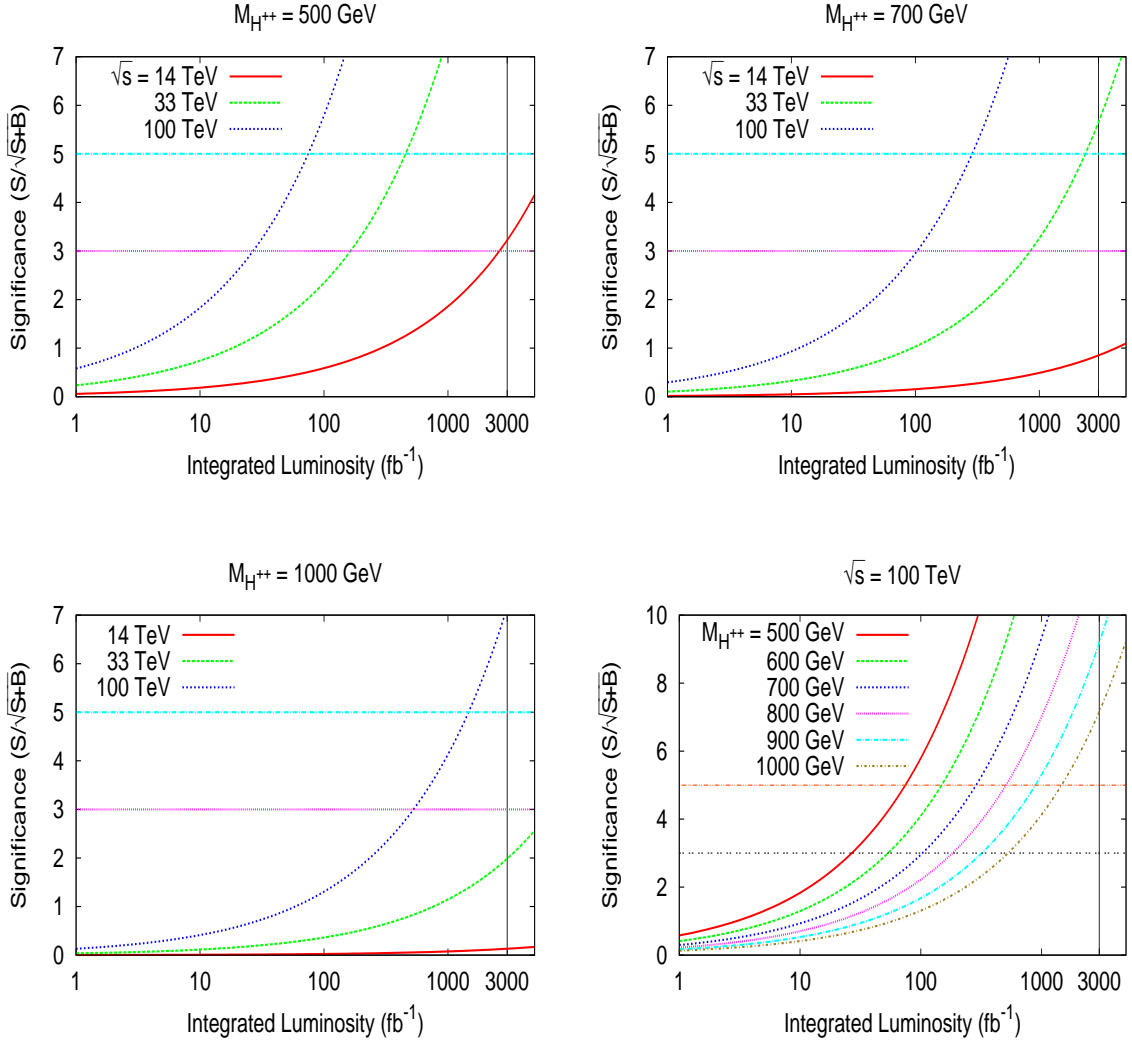 M_H++ = 500 GeV
7
6
5
4
3
2
1
0
Significance (S/√S+B)
√s = 14 TeV
33 TeV
100 TeV
1 10 100 1000 3000
Integrated Luminosity (fb⁻¹)
M_H++ = 700 GeV
7
6
5
4
3
2
1
0
Significance (S/√S+B)
√s = 14 TeV
33 TeV
100 TeV
1 10 100 1000 3000
Integrated Luminosity (fb⁻¹)
M_H++ = 1000 GeV
7
6
5
4
3
2
1
0
Significance (S/√S+B)
14 TeV
33 TeV
100 TeV
1 10 100 1000 3000
Integrated Luminosity (fb⁻¹)
√s = 100 TeV
10
8
6
4
2
0
Significance (S/√S+B)
M_H++ = 500 GeV
600 GeV
700 GeV
800 GeV
900 GeV
1000 GeV
1 10 100 1000 3000
Integrated Luminosity (fb⁻¹)